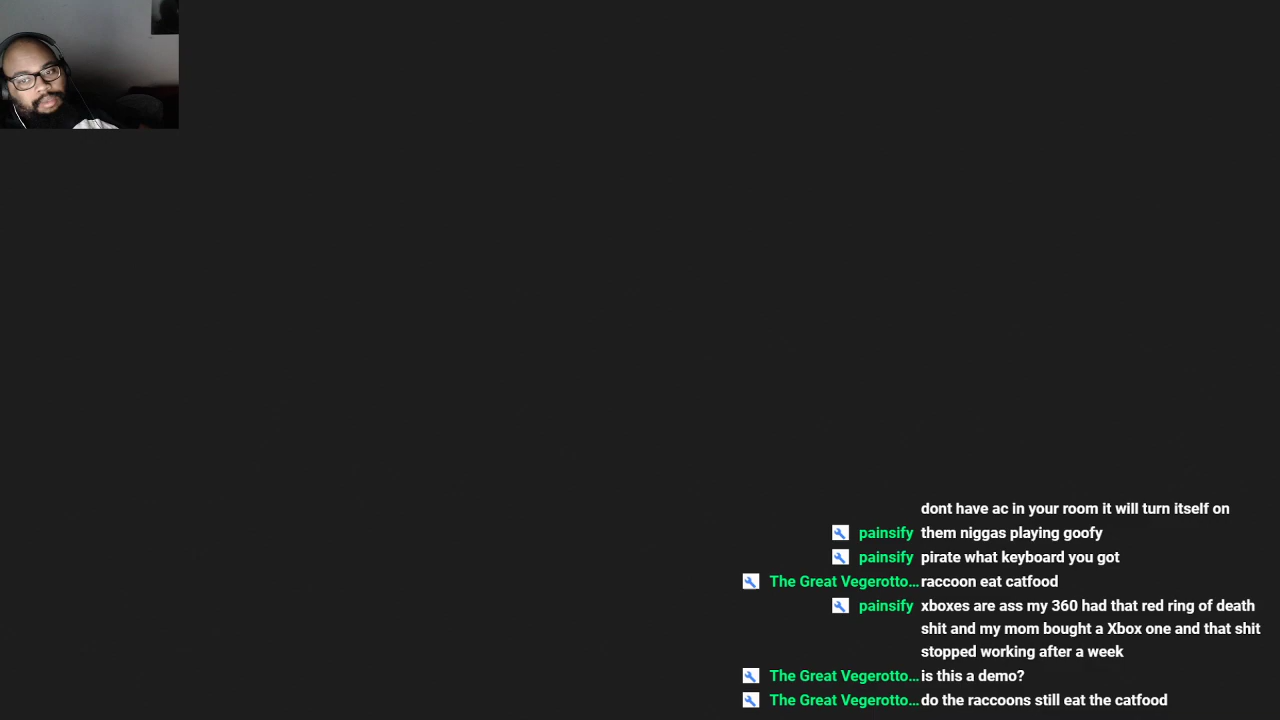 dont have ac in your room it will turn itself on
painsify them niggas playing goofy
painsify pirate what keyboard you got
The Great Vegerotto... raccoon eat catfood
painsify xboxes are ass my 360 had that red ring of death
shit and my mom bought a Xbox one and that shit
stopped working after a week
The Great Vegerotto... is this a demo?
The Great Vegerotto... do the raccoons still eat the catfood